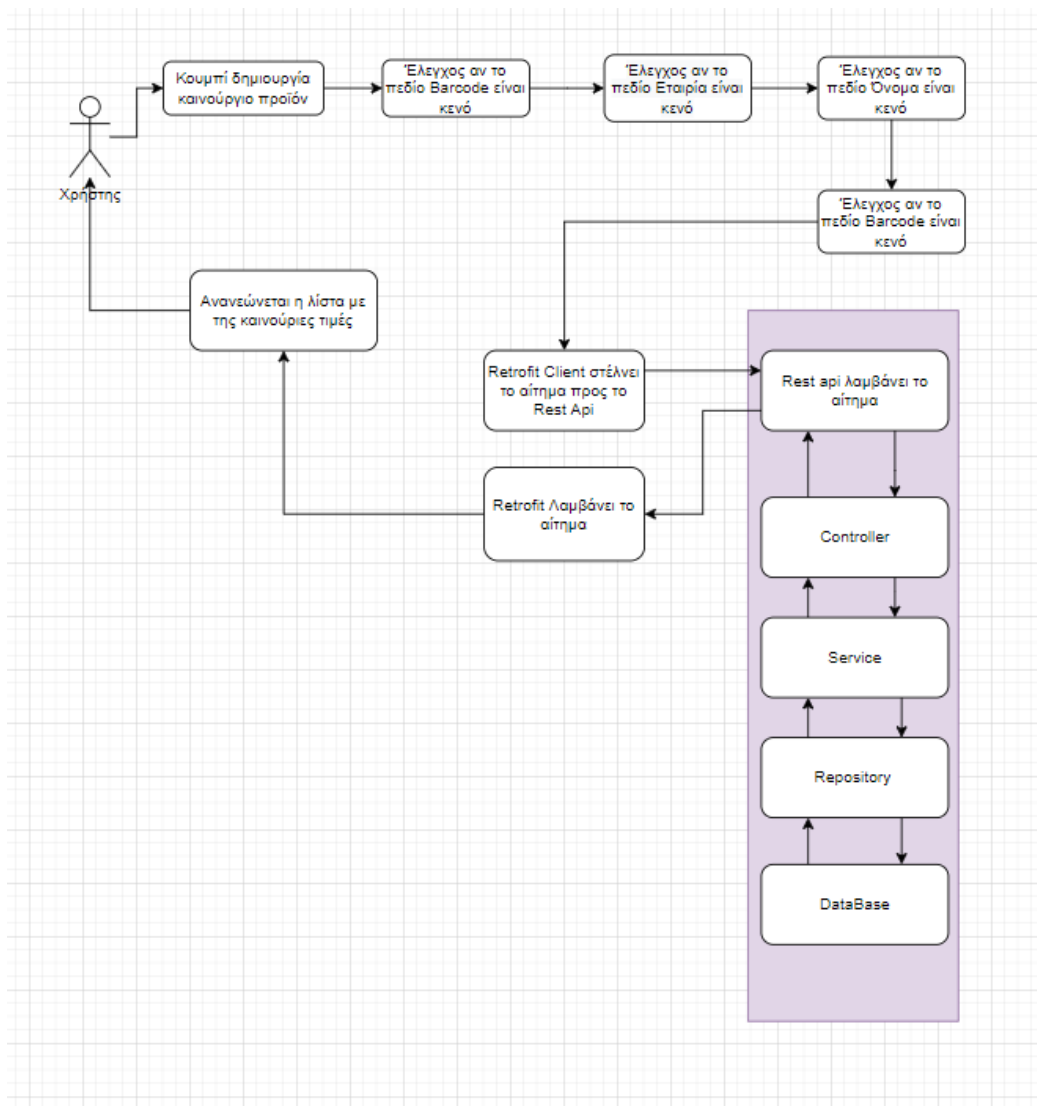 Κουμπί δημιουργία
καινούργιο προϊόν
Έλεγχος αν το
πεδίο Barcode είναι
κενό
Έλεγχος αν το
πεδίο Εταιρία είναι
κενό
Έλεγχος αν το
πεδίο Όνομα είναι
κενό
Χρήστης
Έλεγχος αν το
πεδίο Barcode είναι
κενό
Ανανεώνεται η λίστα με
της καινούριες τιμές
Retrofit Client στέλνει
το αίτημα προς το
Rest Api
Rest api λαμβάνει το
αίτημα
Retrofit Λαμβάνει το
αίτημα
Controller
Service
Repository
DataBase